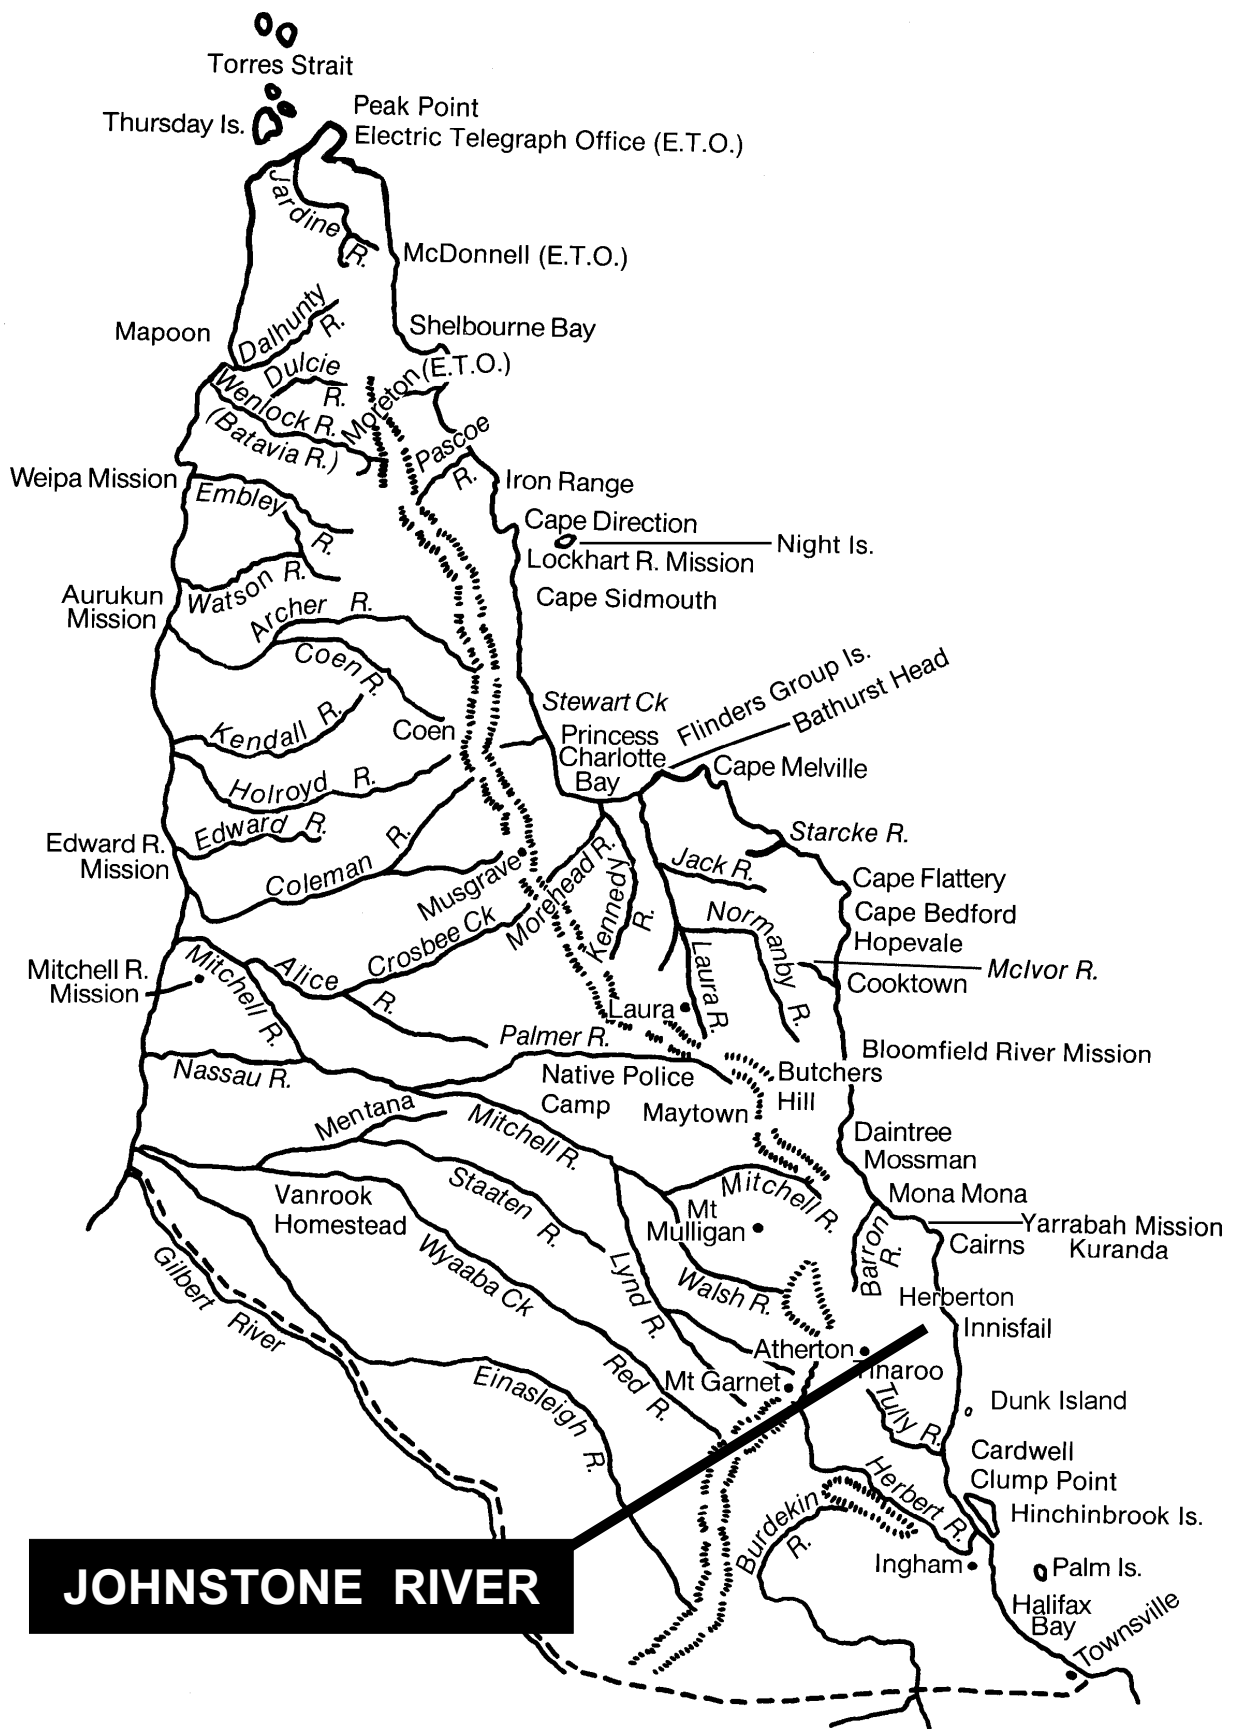 Torres Strait
Thursday Is.
Peak Point
Electric Telegraph Office (E.T.O.)
Jardine
R.
McDonnell (E.T.O.)
Mapoon
Dalhunty
R.
Shelbourne Bay
Dulcie
R.
Moreton (E.T.O.)
Wenlock R.
(Batavia R.)
Pascoe
R.
Weipa Mission
Embley
R.
Iron Range
Cape Direction
Night Is.
Lockhart R. Mission
Cape Sidmouth
Aurukun
Mission
Watson R.
Archer R.
Coen R.
Kendall R.
Coen
Stewart Ck
Princess
Charlotte
Bay
Flinders Group Is.
Bathurst Head
Cape Melville
Holroyd R.
Edward R.
Edward R.
Mission
Coleman R.
Starcke R.
Musgrave
Morehead R.
Kennedy
R.
Jack R.
Cape Flattery
Cape Bedford
Hopevale
Normanby R.
McIvor R.
Cooktown
Crosbee Ck
Mitchell R.
Mission
Mitchell R.
Alice
R.
Laura
Laura R.
Palmer R.
Bloomfield River Mission
Nassau R.
Native Police
Camp
Maytown
Butchers
Hill
Mentana
Mitchell R.
Daintree
Mossman
Mona Mona
Vanrook
Homestead
Staaten R.
Mitchell R.
Mt
Mulligan
Yarrabah Mission
Kuranda
Cairns
Barron
R.
Gilbert
River
Wyaaba Ck
Lynd R.
Walsh R.
Herberton
Innisfail
Atherton
Tinaroo
Mt Garnet
Red R.
Einasleigh R.
Tully R.
Dunk Island
Cardwell
Clump Point
Hinchinbrook Is.
Herbert R.
Burdekin
R.
Ingham
Palm Is.
Halifax
Bay
Townsville
JOHNSTONE RIVER